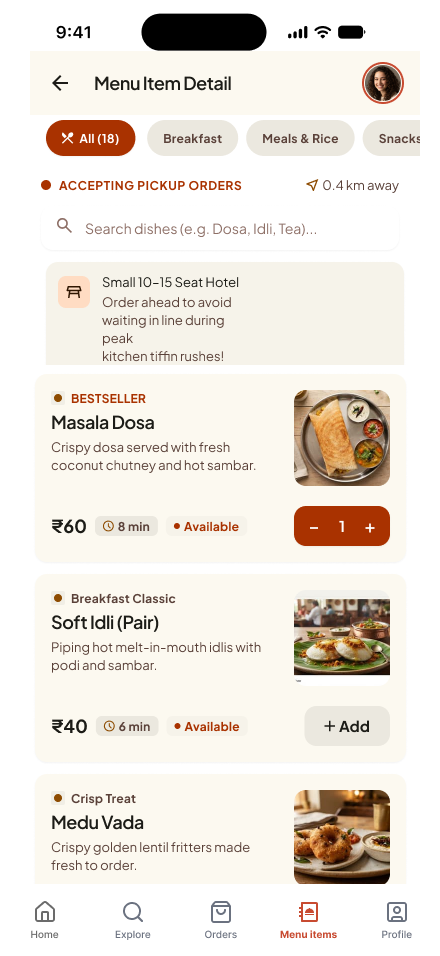 9:41
Menu Item Detail
All (18)
Breakfast
Meals & Rice
Snacks
ACCEPTING PICKUP ORDERS
0.4 km away
Search dishes (e.g. Dosa, Idli, Tea)...
Small 10–15 Seat Hotel
Order ahead to avoid
waiting in line during
peak
kitchen tiffin rushes!
BESTSELLER
Masala Dosa
Crispy dosa served with fresh
coconut chutney and hot sambar.
₹60
8 min
Available
– 1 +
Breakfast Classic
Soft Idli (Pair)
Piping hot melt-in-mouth idlis with
podi and sambar.
₹40
6 min
Available
+ Add
Crisp Treat
Medu Vada
Crispy golden lentil fritters made
fresh to order.
Home
Explore
Orders
Menu items
Profile